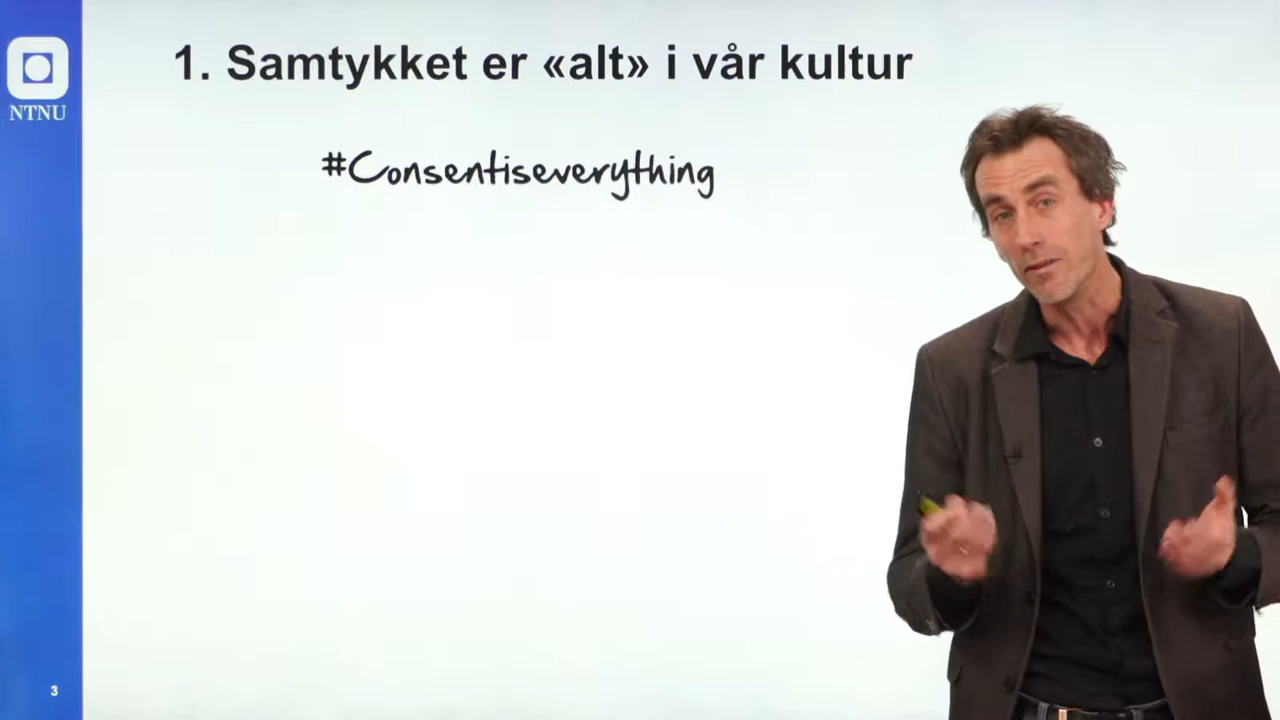 1. Samtykket er «alt» i vår kultur
#Consentiseverything
NTNU
3